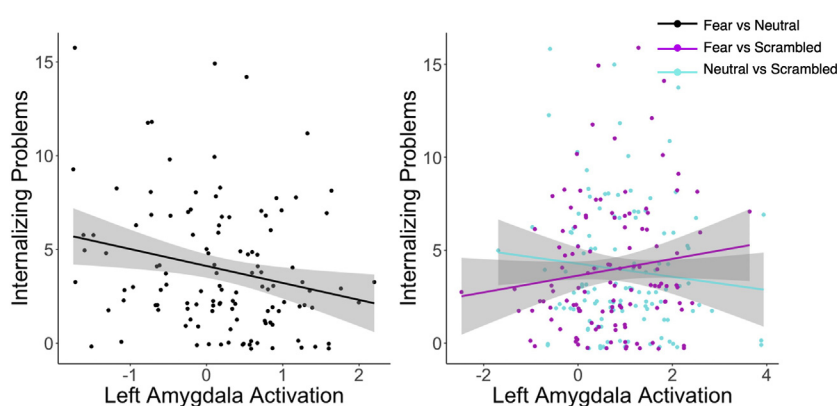 Fear vs Neutral
Fear vs Scrambled
Neutral vs Scrambled
Internalizing Problems
15
10
5
0
-1
0
1
2
Left Amygdala Activation
Internalizing Problems
15
10
5
0
-2
0
2
4
Left Amygdala Activation